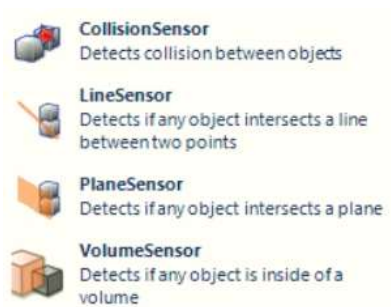 CollisionSensor
Detects collision between objects
LineSensor
Detects if any object intersects a line
between two points
PlaneSensor
Detects if any object intersects a plane
VolumeSensor
Detects if any object is inside of a
volume